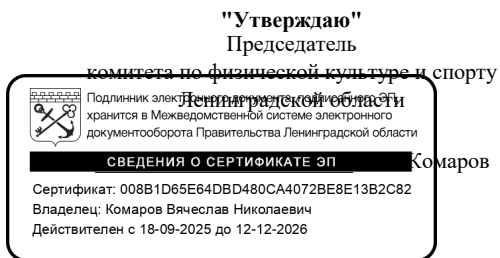 "Утверждаю"
Председатель
комитета по физической культуре и спорту
Ленинградской области
Комаров
Подлинник электронного документа, подписанного ЭП,
хранится в Межведомственной системе электронного
документооборота Правительства Ленинградской области
СВЕДЕНИЯ О СЕРТИФИКАТЕ ЭП
Сертификат: 008B1D65E64DBD480CA4072BE8E13B2C82
Владелец: Комаров Вячеслав Николаевич
Действителен с 18-09-2025 до 12-12-2026